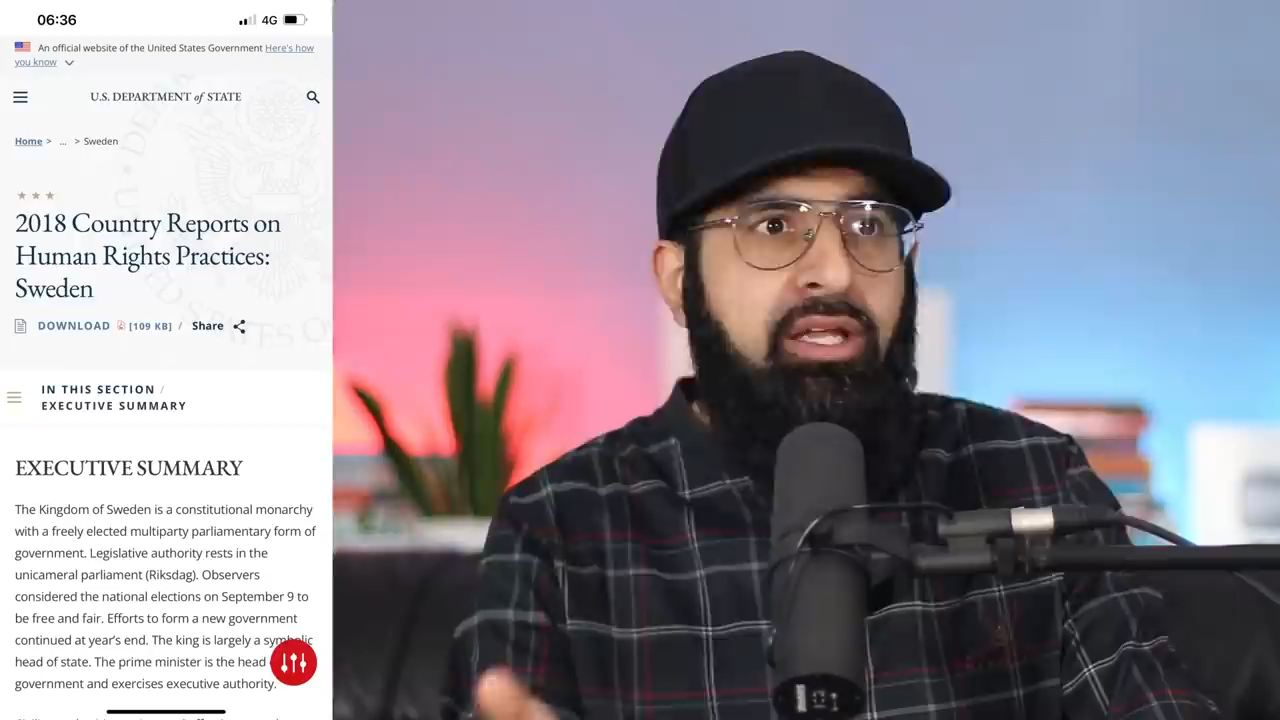 06:36
4G
An official website of the United States Government Here's how
you know
U.S. DEPARTMENT of STATE
Home > ... > Sweden
2018 Country Reports on
Human Rights Practices:
Sweden
DOWNLOAD [109 KB] / Share
IN THIS SECTION /
EXECUTIVE SUMMARY
EXECUTIVE SUMMARY
The Kingdom of Sweden is a constitutional monarchy
with a freely elected multiparty parliamentary form of
government. Legislative authority rests in the
unicameral parliament (Riksdag). Observers
considered the national elections on September 9 to
be free and fair. Efforts to form a new government
continued at year's end. The king is largely a symbolic
head of state. The prime minister is the head
government and exercises executive authority.